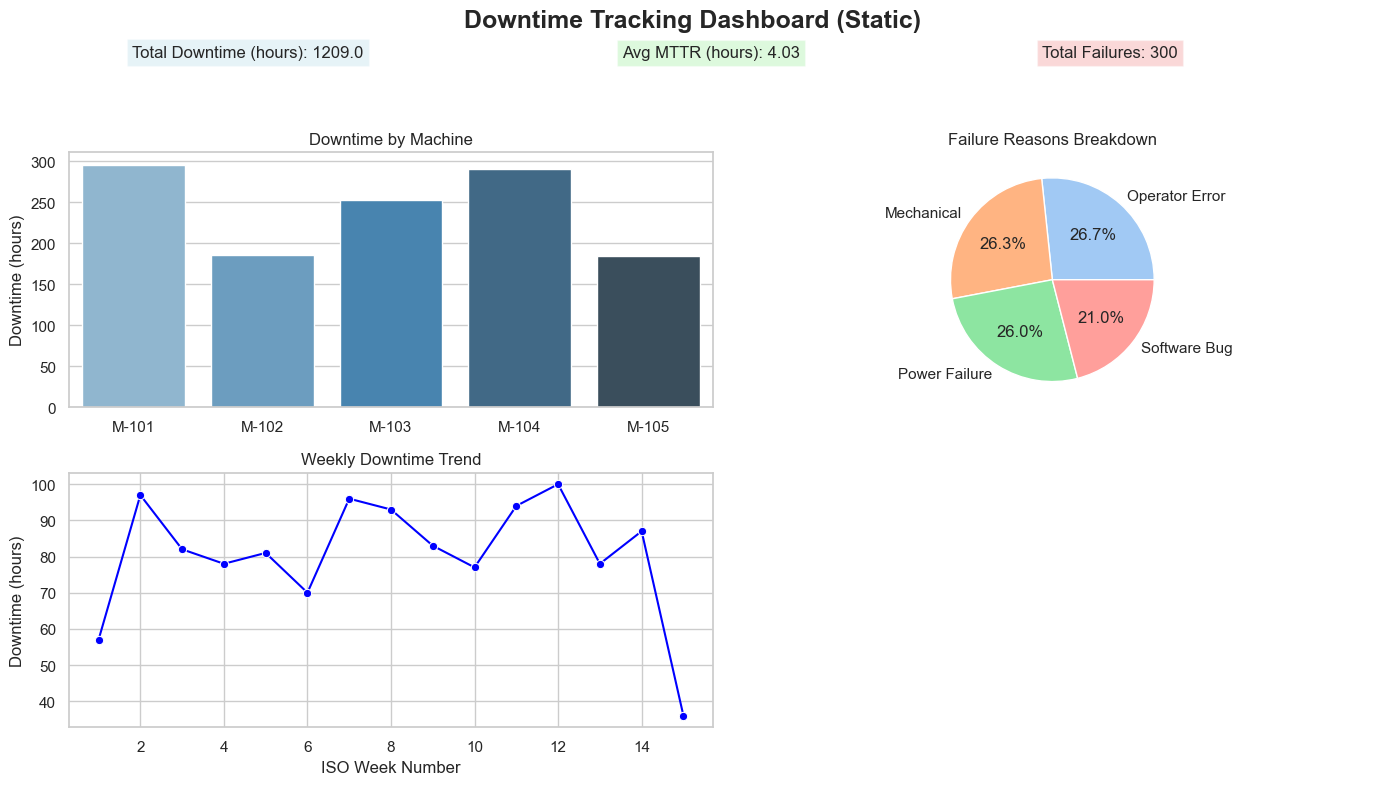 Downtime Tracking Dashboard (Static)
Total Downtime (hours): 1209.0
Avg MTTR (hours): 4.03
Total Failures: 300
Downtime by Machine
Downtime (hours)
300
250
200
150
100
50
0
M-101
M-102
M-103
M-104
M-105
Failure Reasons Breakdown
Operator Error
26.7%
Mechanical
26.3%
Power Failure
26.0%
Software Bug
21.0%
Weekly Downtime Trend
Downtime (hours)
100
90
80
70
60
50
40
2
4
6
8
10
12
14
ISO Week Number